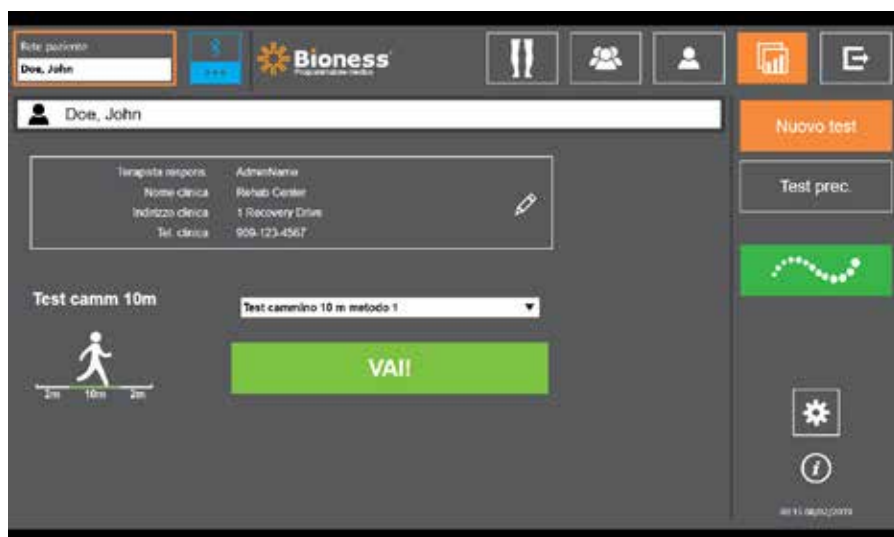 Rete paziente
Doe, John
Bioness
Doe, John
Nuovo test
Test prec.
Terapista respons. AdminName
Nome clinica Rehab Center
Indirizzo clinica 1 Recovery Drive
Tel. clinica 909-123-4567
Test camm 10m
Test cammino 10 m metodo 1
VAI!
2m 10m 2m